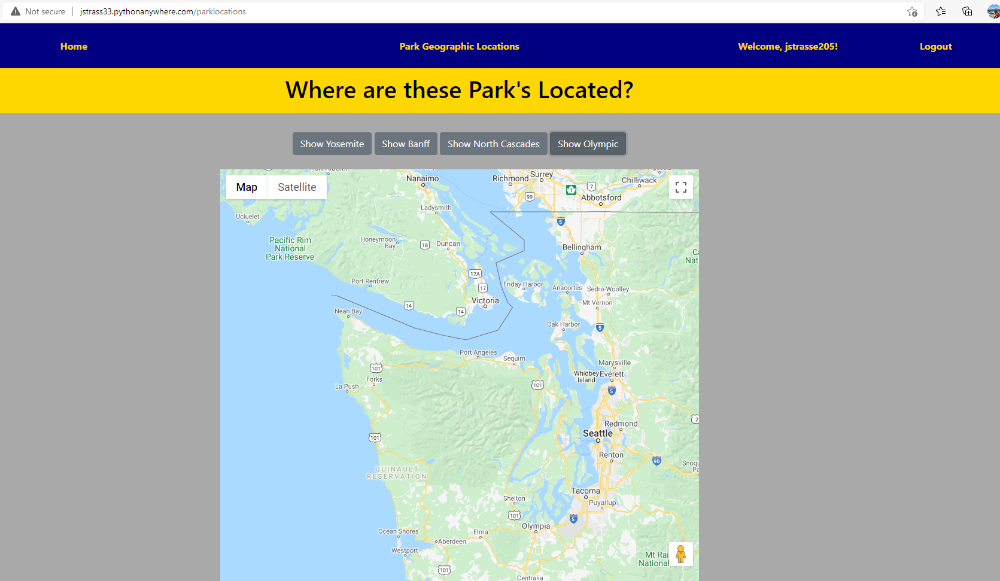 Not secure | jstrass33.pythonanywhere.com/parklocations
Home
Park Geographic Locations
Welcome, jstrasse205!
Logout
Where are these Park's Located?
Show Yosemite
Show Banff
Show North Cascades
Show Olympic
Map
Satellite
Nanaimo
Richmond
Surrey
Chilliwack
1
7
99
Abbotsford
Ladysmith
Ucluelet
5
Pacific Rim
National
Park Reserve
Honeymoon
Bay
18
Duncan
Bellingham
17A
Port Renfrew
17
Friday Harbor
Anacortes
Sedro-Woolley
Victoria
14
14
Mt Vernon
Neah Bay
Oak Harbor
5
Port Angeles
Sequim
Marysville
101
Forks
La Push
101
Whidbey
Island
Everett
5
2
Redmond
Seattle
101
Renton
90
QUINAULT
RESERVATION
Tacoma
Puyallup
Shelton
101
5
Olympia
Ocean Shores
Elma
Aberdeen
Westport
Mt Rai
National
101
Centralia